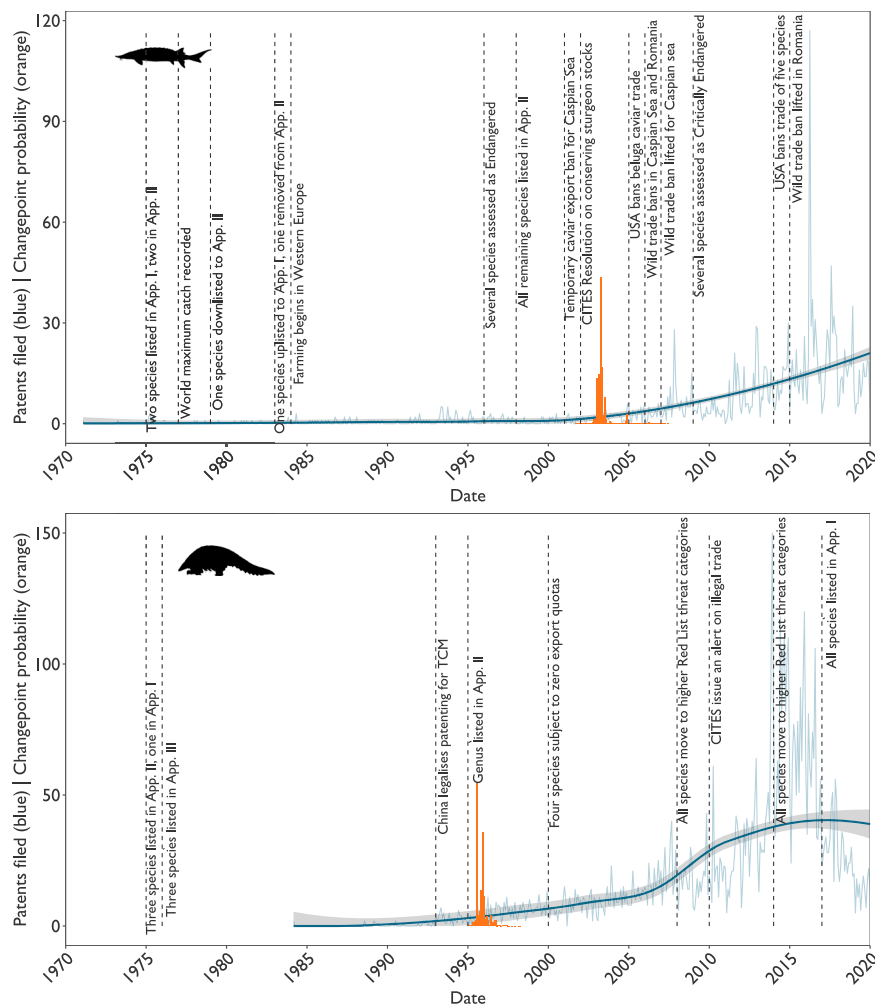 120
90
60
30
0
Patents filed (blue) | Changepoint probability (orange)
Two species listed in App. I, two in App. II
World maximum catch recorded
One species downlisted to App. II
One species uplisted to App. I, one removed from App. II
Farming begins in Western Europe
Several species assessed as Endangered
All remaining species listed in App. II
Temporary caviar export ban for Caspian Sea
CITES Resolution on conserving sturgeon stocks
USA bans beluga caviar trade
Wild trade bans in Caspian Sea and Romania
Wild trade ban lifted for Caspian sea
Several species assessed as Critically Endangered
USA bans trade of five species
Wild trade ban lifted in Romania
1970 1975 1980 1985 1990 1995 2000 2005 2010 2015 2020
Date
150
100
50
0
Patents filed (blue) | Changepoint probability (orange)
Three species listed in App. II, one in App. I
Three species listed in App. III
China legalises patenting for TCM
Genus listed in App. II
Four species subject to zero export quotas
All species move to higher Red List threat categories
CITES issue an alert on illegal trade
All species move to higher Red List threat categories
All species listed in App. I
1970 1975 1980 1985 1990 1995 2000 2005 2010 2015 2020
Date